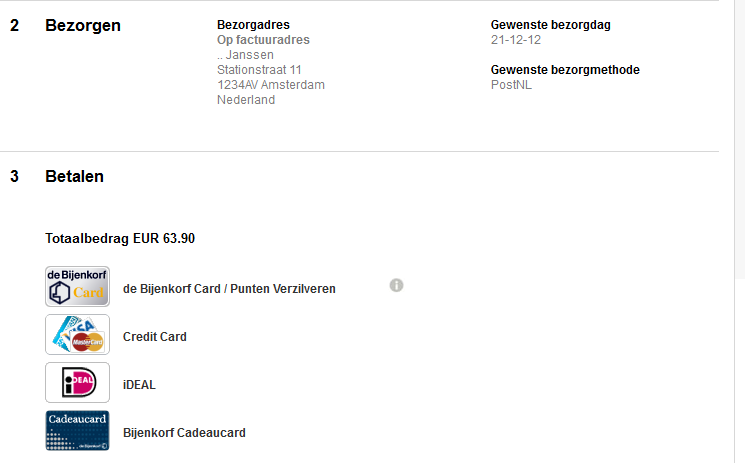 2 Bezorgen
Bezorgadres
Op factuuradres
.. Janssen
Stationstraat 11
1234AV Amsterdam
Nederland
Gewenste bezorgdag
21-12-12
Gewenste bezorgmethode
PostNL
3 Betalen
Totaalbedrag EUR 63.90
de Bijenkorf
Card
de Bijenkorf Card / Punten Verzilveren
i
VISA
MasterCard
Credit Card
iDEAL
iDEAL
Cadeaucard
de Bijenkorf
Bijenkorf Cadeaucard